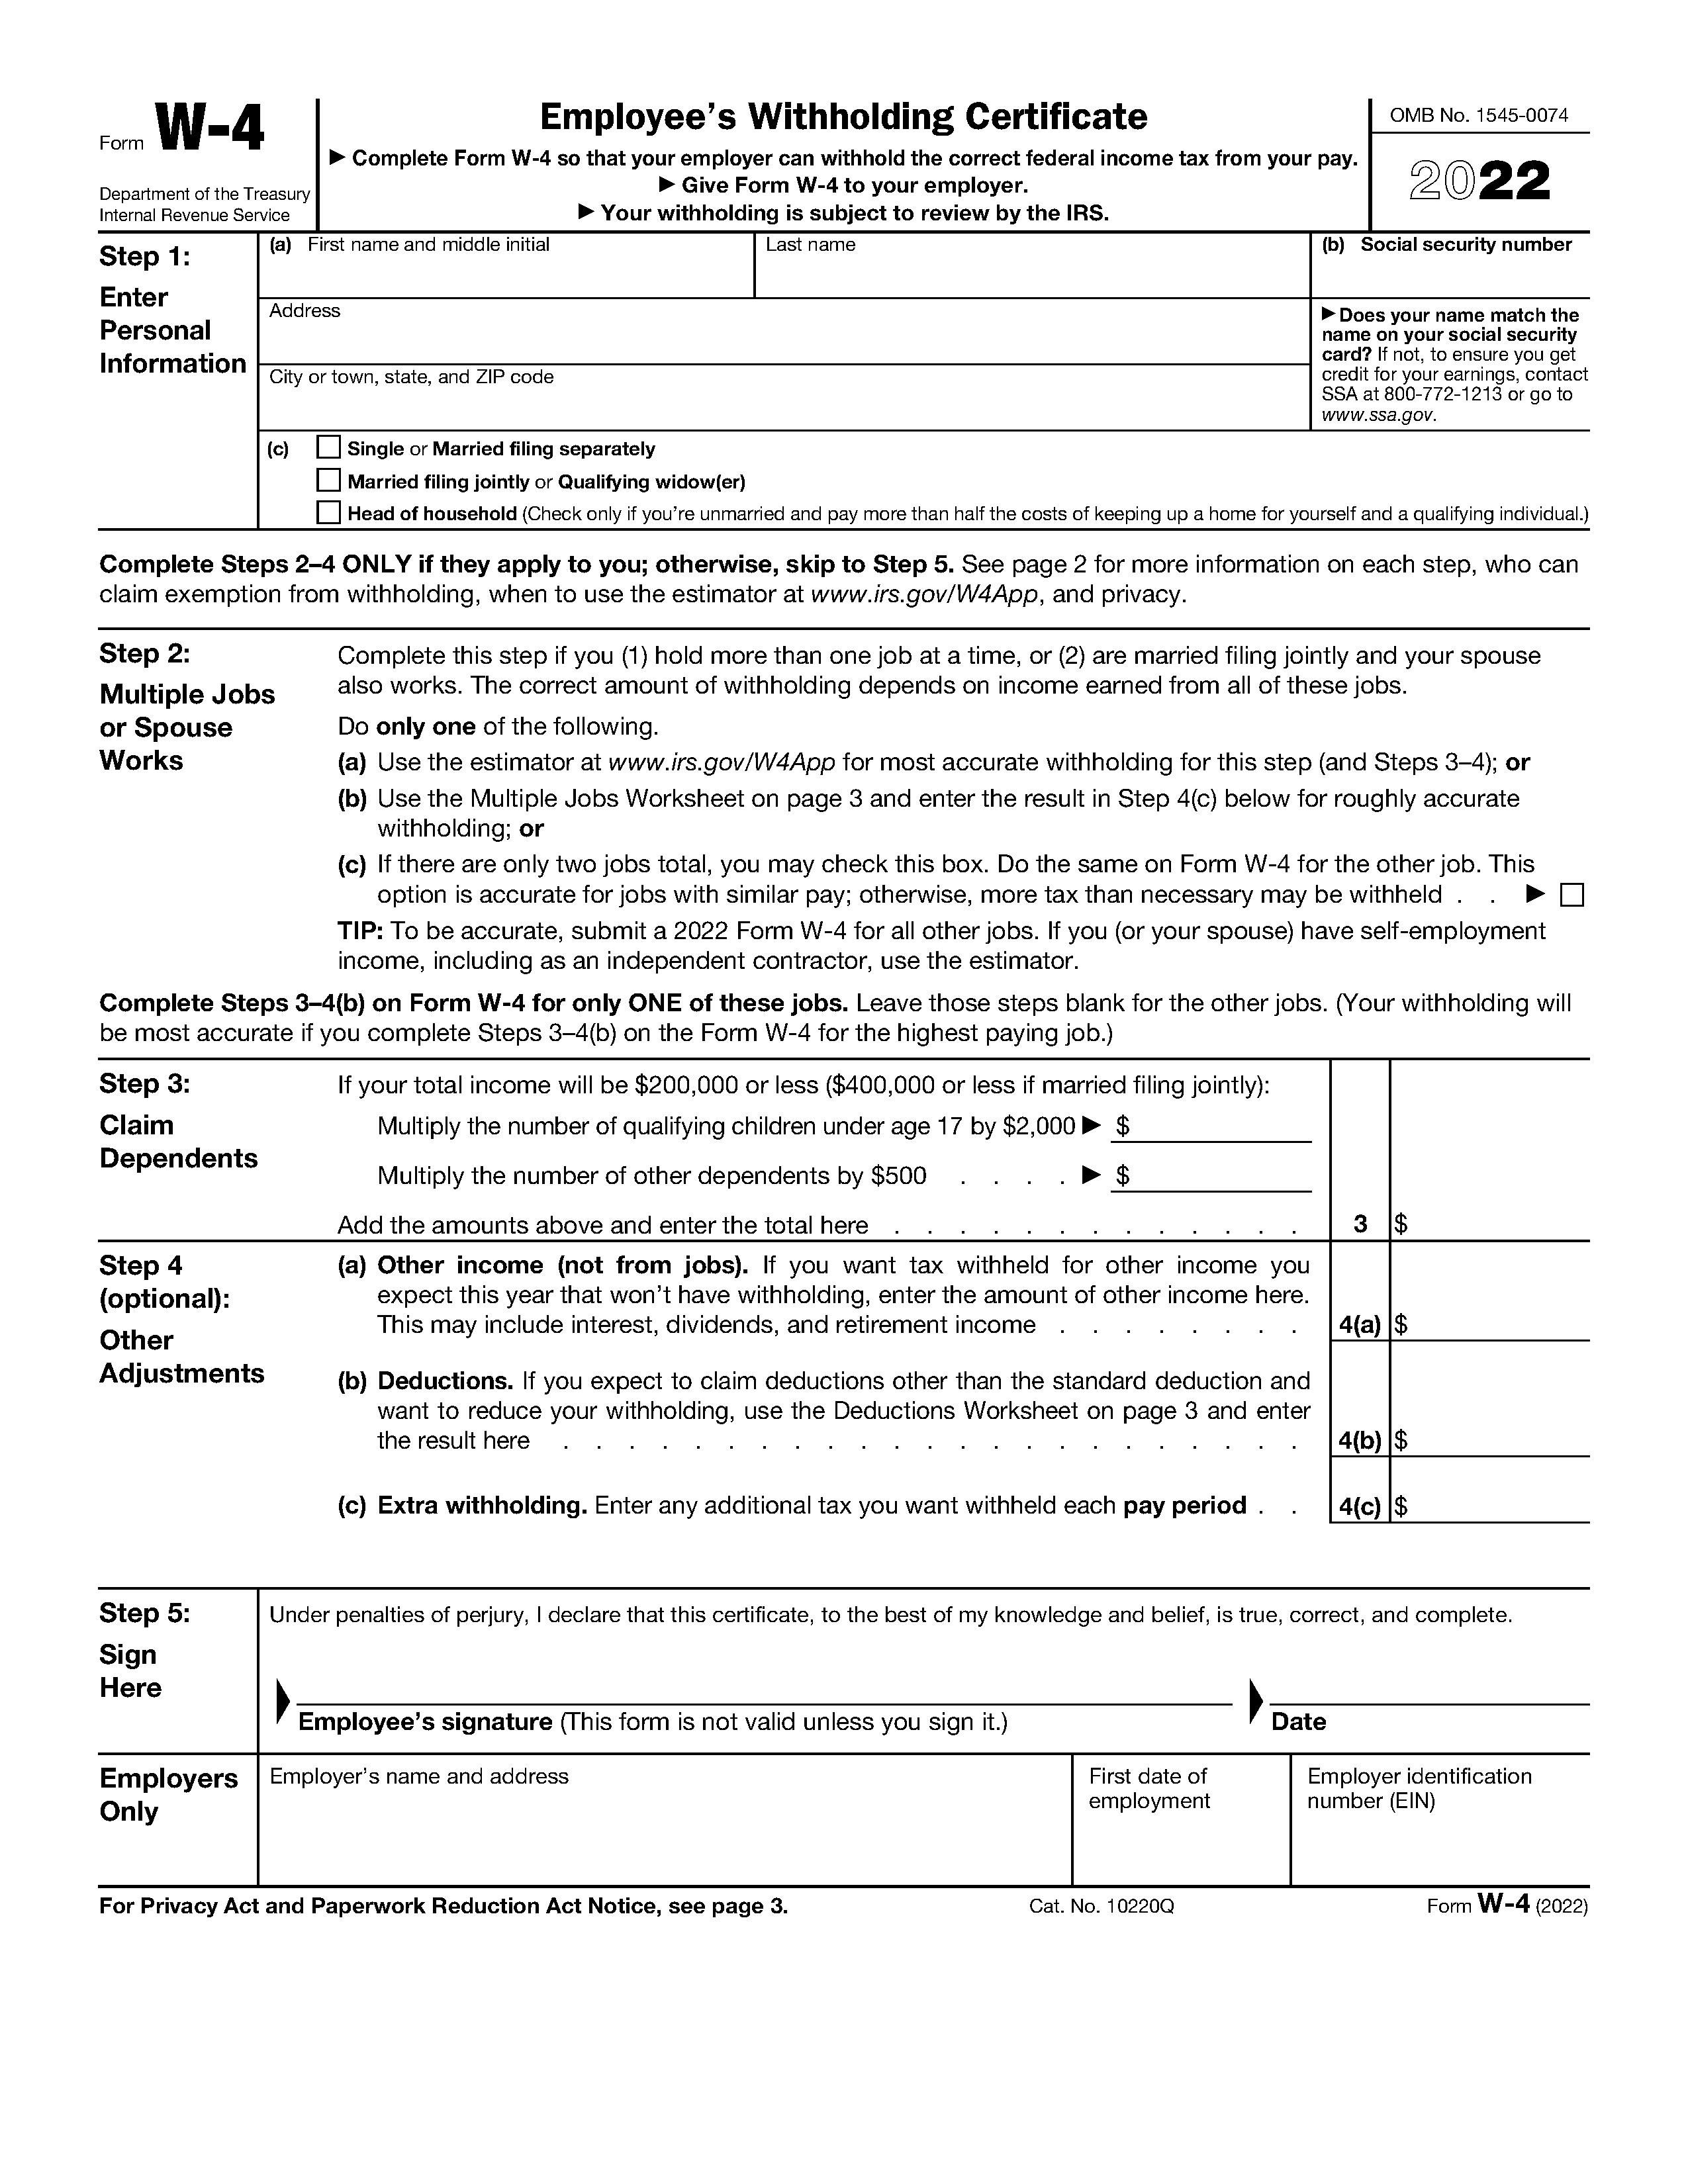 Form W-4
Department of the Treasury
Internal Revenue Service
Employee’s Withholding Certificate
▶ Complete Form W-4 so that your employer can withhold the correct federal income tax from your pay.
▶ Give Form W-4 to your employer.
▶ Your withholding is subject to review by the IRS.
OMB No. 1545-0074
2022
Step 1:
Enter
Personal
Information
(a) First name and middle initial
Last name
(b) Social security number
Address
City or town, state, and ZIP code
▶ Does your name match the
name on your social security
card? If not, to ensure you get
credit for your earnings, contact
SSA at 800-772-1213 or go to
www.ssa.gov.
(c) Single or Married filing separately
Married filing jointly or Qualifying widow(er)
Head of household (Check only if you’re unmarried and pay more than half the costs of keeping up a home for yourself and a qualifying individual.)
Complete Steps 2–4 ONLY if they apply to you; otherwise, skip to Step 5. See page 2 for more information on each step, who can
claim exemption from withholding, when to use the estimator at www.irs.gov/W4App, and privacy.
Step 2:
Multiple Jobs
or Spouse
Works
Complete this step if you (1) hold more than one job at a time, or (2) are married filing jointly and your spouse
also works. The correct amount of withholding depends on income earned from all of these jobs.
Do only one of the following.
(a) Use the estimator at www.irs.gov/W4App for most accurate withholding for this step (and Steps 3–4); or
(b) Use the Multiple Jobs Worksheet on page 3 and enter the result in Step 4(c) below for roughly accurate
withholding; or
(c) If there are only two jobs total, you may check this box. Do the same on Form W-4 for the other job. This
option is accurate for jobs with similar pay; otherwise, more tax than necessary may be withheld . . ▶
TIP: To be accurate, submit a 2022 Form W-4 for all other jobs. If you (or your spouse) have self-employment
income, including as an independent contractor, use the estimator.
Complete Steps 3–4(b) on Form W-4 for only ONE of these jobs. Leave those steps blank for the other jobs. (Your withholding will
be most accurate if you complete Steps 3–4(b) on the Form W-4 for the highest paying job.)
Step 3:
Claim
Dependents
If your total income will be $200,000 or less ($400,000 or less if married filing jointly):
Multiply the number of qualifying children under age 17 by $2,000 ▶ $
Multiply the number of other dependents by $500 . . . . ▶ $
Add the amounts above and enter the total here . . . . . . . . . . . . . 3 $
Step 4
(optional):
Other
Adjustments
(a) Other income (not from jobs). If you want tax withheld for other income you
expect this year that won’t have withholding, enter the amount of other income here.
This may include interest, dividends, and retirement income . . . . . . . . 4(a) $
(b) Deductions. If you expect to claim deductions other than the standard deduction and
want to reduce your withholding, use the Deductions Worksheet on page 3 and enter
the result here . . . . . . . . . . . . . . . . . . . . . . . 4(b) $
(c) Extra withholding. Enter any additional tax you want withheld each pay period . . 4(c) $
Step 5:
Sign
Here
Under penalties of perjury, I declare that this certificate, to the best of my knowledge and belief, is true, correct, and complete.
Employee’s signature (This form is not valid unless you sign it.)
Date
Employers
Only
Employer’s name and address
First date of
employment
Employer identification
number (EIN)
For Privacy Act and Paperwork Reduction Act Notice, see page 3.
Cat. No. 10220Q
Form W-4 (2022)